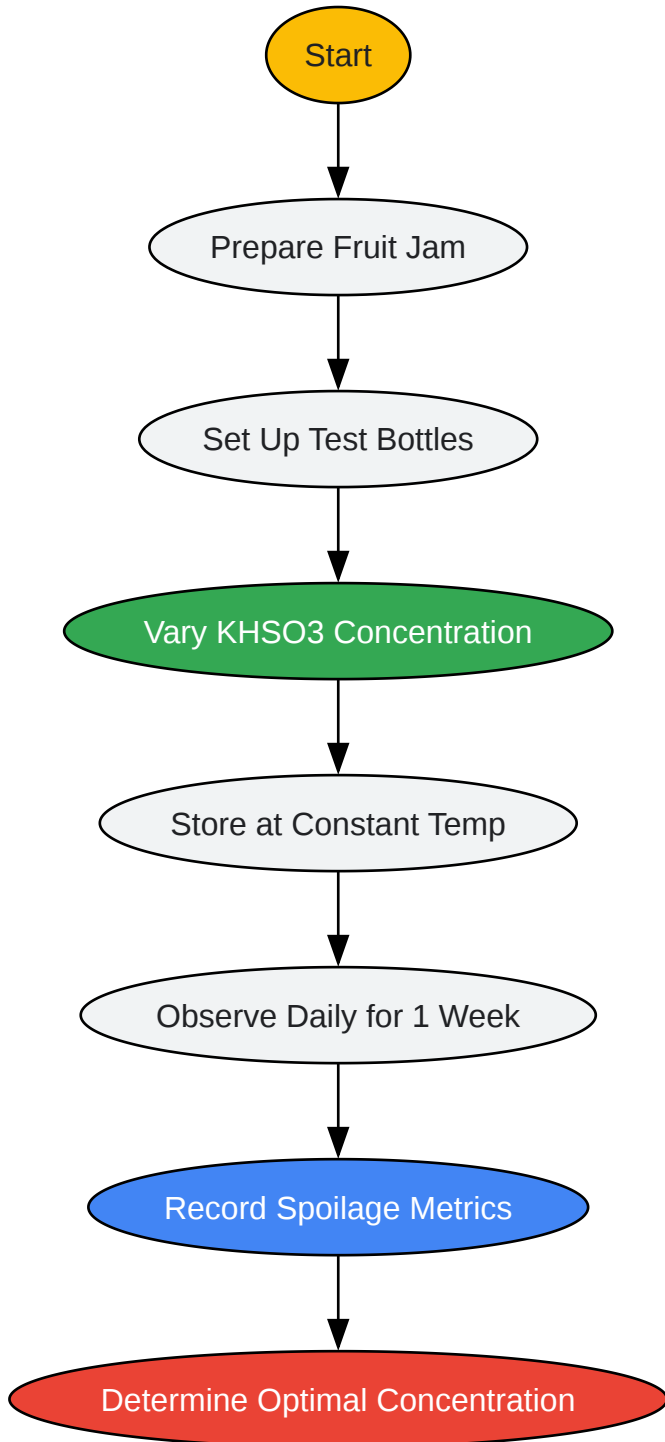 Start
Prepare Fruit Jam
Set Up Test Bottles
Vary KHSO3 Concentration
Store at Constant Temp
Observe Daily for 1 Week
Record Spoilage Metrics
Determine Optimal Concentration